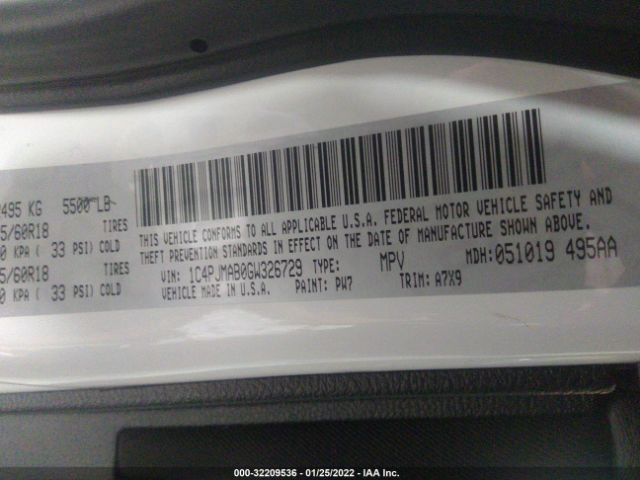 495 KG 5500 LB
5/60R18 TIRES
0 KPA ( 33 PSI) COLD
5/60R18 TIRES
0 KPA ( 33 PSI) COLD
THIS VEHICLE CONFORMS TO ALL APPLICABLE U.S.A. FEDERAL MOTOR VEHICLE SAFETY AND
THEFT PREVENTION STANDARDS IN EFFECT ON THE DATE OF MANUFACTURE SHOWN ABOVE.
VIN: 1C4PJMAB0GW326729 TYPE: MPV MDH: 051019 495AA
VEHICLE MADE IN U.S.A. PAINT: PW7 TRIM: A7X9
000-32209536 - 01/25/2022 - IAA Inc.